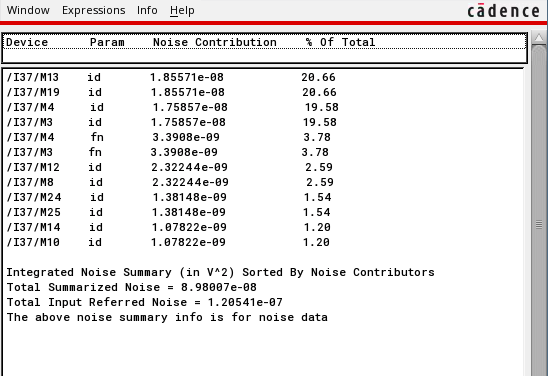 Window Expressions Info Help cādence
Device Param Noise Contribution % Of Total
/I37/M13 id 1.85571e-08 20.66
/I37/M19 id 1.85571e-08 20.66
/I37/M4 id 1.75857e-08 19.58
/I37/M3 id 1.75857e-08 19.58
/I37/M4 fn 3.3908e-09 3.78
/I37/M3 fn 3.3908e-09 3.78
/I37/M12 id 2.32244e-09 2.59
/I37/M8 id 2.32244e-09 2.59
/I37/M24 id 1.38148e-09 1.54
/I37/M25 id 1.38148e-09 1.54
/I37/M14 id 1.07822e-09 1.20
/I37/M10 id 1.07822e-09 1.20
Integrated Noise Summary (in V^2) Sorted By Noise Contributors
Total Summarized Noise = 8.98007e-08
Total Input Referred Noise = 1.20541e-07
The above noise summary info is for noise data